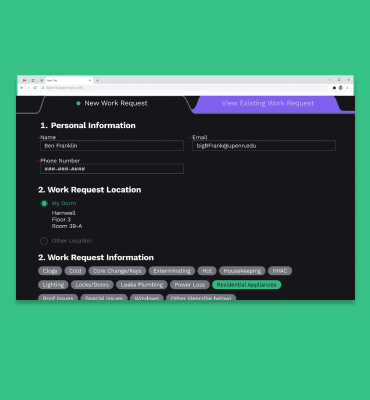 New Work Request
View Existing Work Request
1. Personal Information
* Name
* Email
Ben Franklin
bigBFrank@upenn.edu
* Phone Number
###-###-####
2. Work Request Location
My Dorm
Harnwell
Floor 3
Room 39-A
Other Location
2. Work Request Information
Clogs Cold Core Change/Keys Exterminating Hot Housekeeping HVAC
Lighting Locks/Doors Leaks Plumbing Power Loss Residential Appliances
Roof Issues Special Issues Windows Other (describe below)